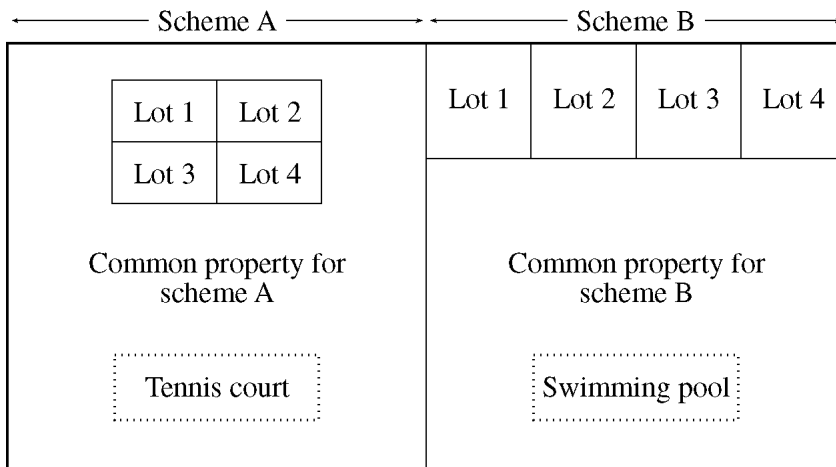 Scheme A
Scheme B
Lot 1
Lot 2
Lot 3
Lot 4
Common property for
scheme A
Tennis court
Lot 1
Lot 2
Lot 3
Lot 4
Common property for
scheme B
Swimming pool